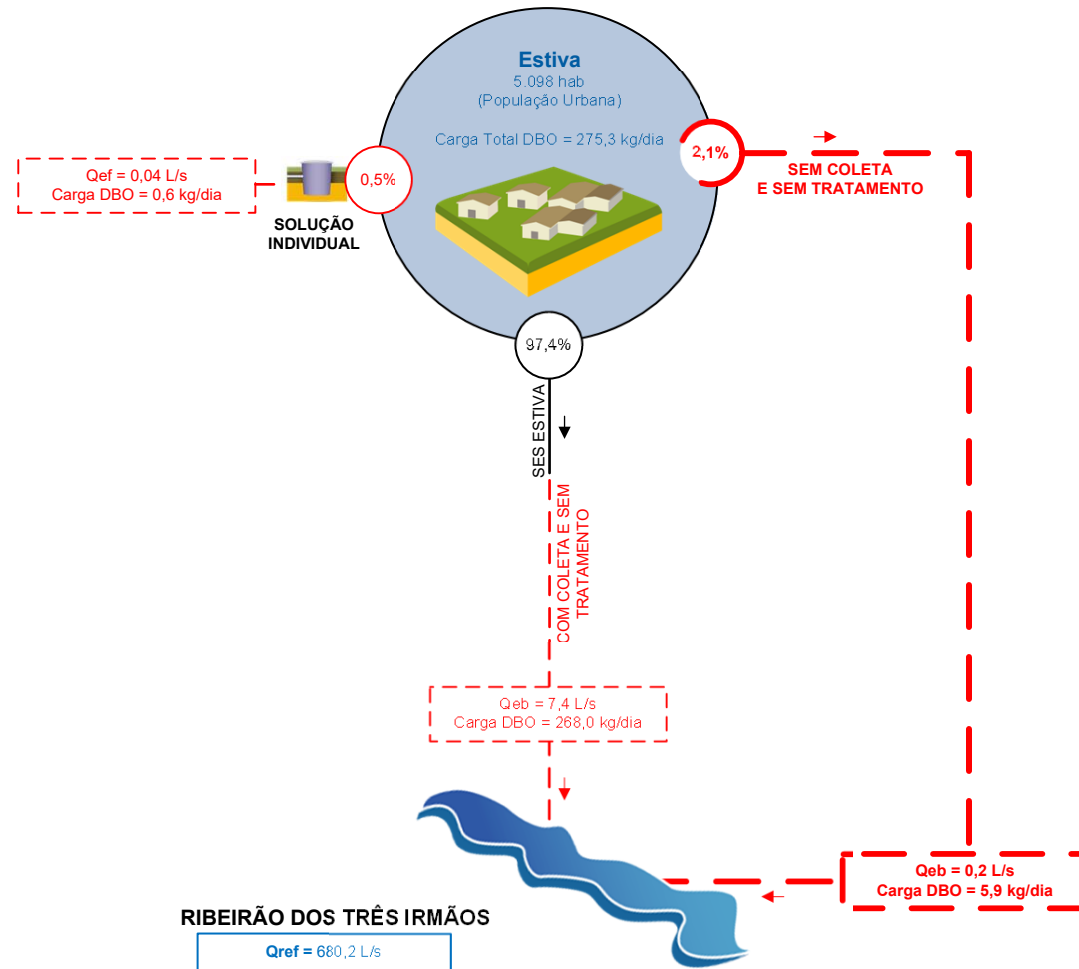 Estiva
5.098 hab
(População Urbana)
Carga Total DBO = 275,3 kg/dia
2,1%
SEM COLETA
E SEM TRATAMENTO
Qef = 0,04 L/s
Carga DBO = 0,6 kg/dia
0,5%
SOLUÇÃO
INDIVIDUAL
97,4%
SES ESTIVA
COM COLETA E SEM
TRATAMENTO
Qeb = 7,4 L/s
Carga DBO = 268,0 kg/dia
Qeb = 0,2 L/s
Carga DBO = 5,9 kg/dia
RIBEIRÃO DOS TRÊS IRMÃOS
Qref = 680,2 L/s